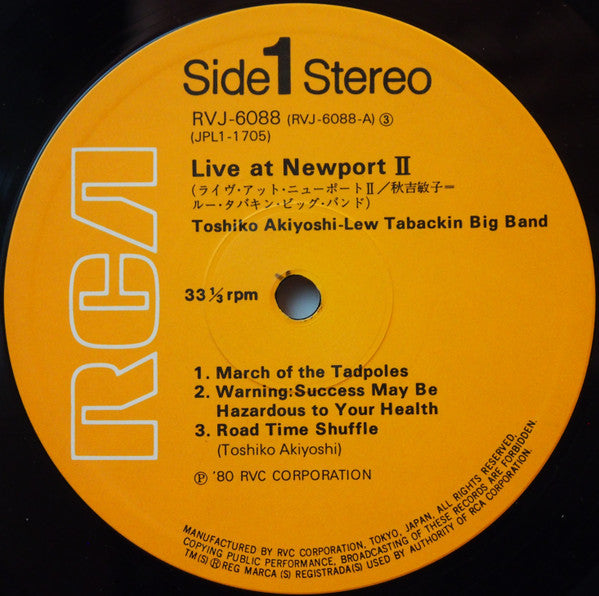 Side 1 Stereo
RVJ-6088 (RVJ-6088-A) ③
(JPL1-1705)
Live at Newport Ⅱ
(ライヴ・アット・ニューポートⅡ／秋吉敏子=
ルー・タバキン・ビッグ・バンド)
Toshiko Akiyoshi-Lew Tabackin Big Band
33 ⅓ rpm
1. March of the Tadpoles
2. Warning:Success May Be
Hazardous to Your Health
3. Road Time Shuffle
(Toshiko Akiyoshi)
Ⓟ '80 RVC CORPORATION
RCA
MANUFACTURED BY RVC CORPORATION, TOKYO, JAPAN, ALL RIGHTS RESERVED,
COPYING PUBLIC PERFORMANCE, BROADCASTING OF THESE RECORDS ARE FORBIDDEN.
TM(S) ® REG MARCA (S) REGISTRADA(S) USED BY AUTHORITY OF RCA CORPORATION.